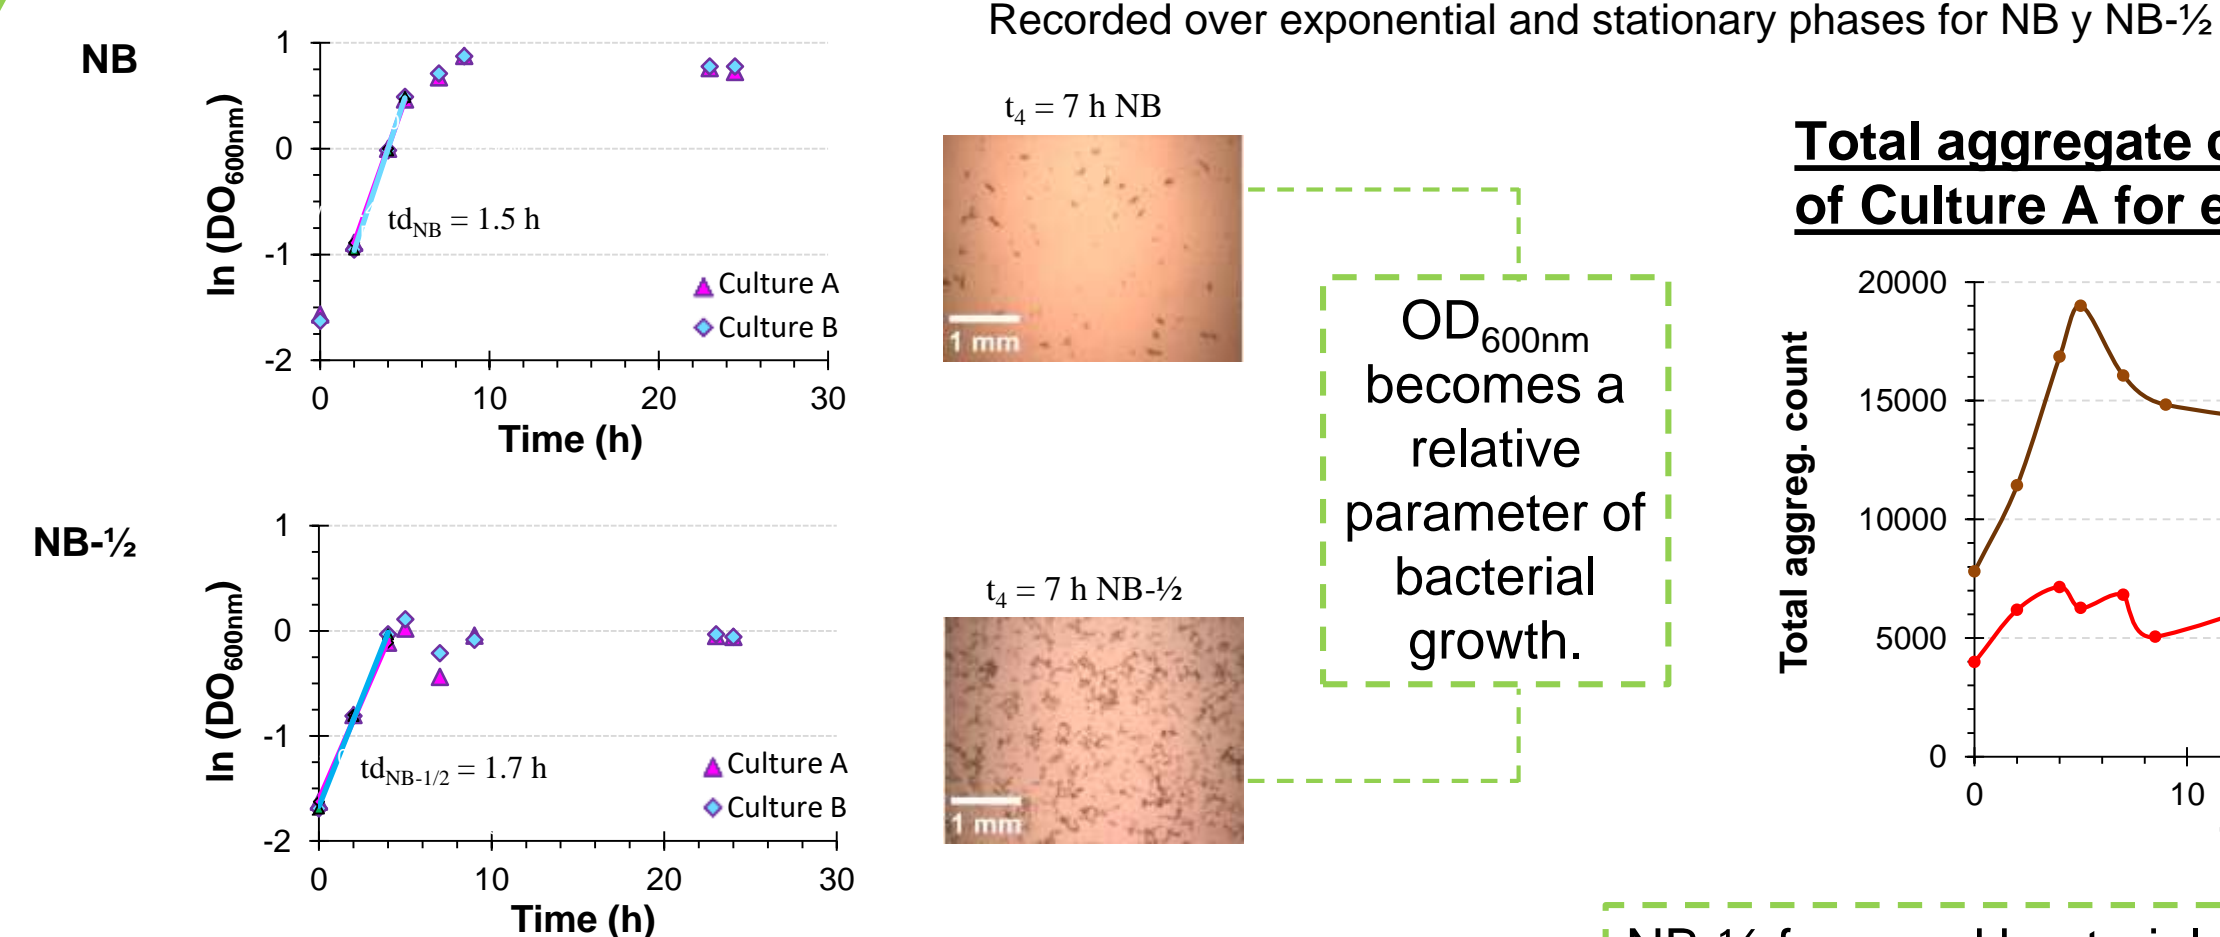 Recorded over exponential and stationary phases for NB y NB-½
NB
1
0
-1
-2
ln (DO600nm)
tdNB = 1.5 h
Culture A
Culture B
0
10
20
30
Time (h)
NB-½
1
0
-1
-2
ln (DO600nm)
tdNB-1/2 = 1.7 h
Culture A
Culture B
0
10
20
30
Time (h)
t4 = 7 h NB
1 mm
t4 = 7 h NB-½
1 mm
OD600nm
becomes a
relative
parameter of
bacterial
growth.
Total aggregate
of Culture A for
20000
15000
10000
5000
0
Total aggreg. count
0
10